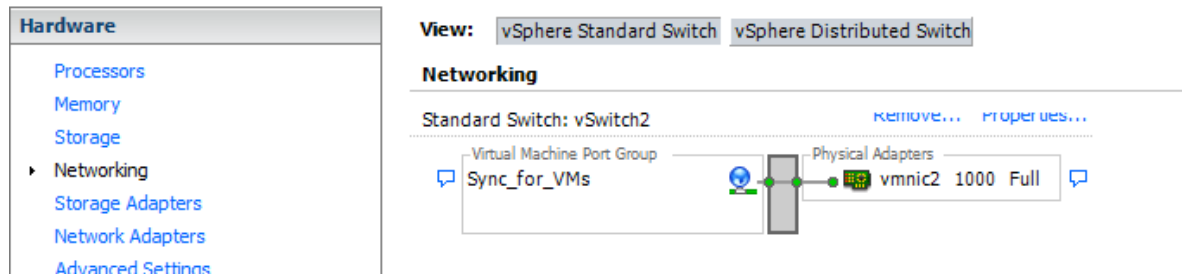 Hardware
Processors
Memory
Storage
Networking
Storage Adapters
Network Adapters
Advanced Settings
View: vSphere Standard Switch vSphere Distributed Switch
Networking
Standard Switch: vSwitch2 Remove... Properties...
Virtual Machine Port Group Physical Adapters
Sync_for_VMs vmnic2 1000 Full